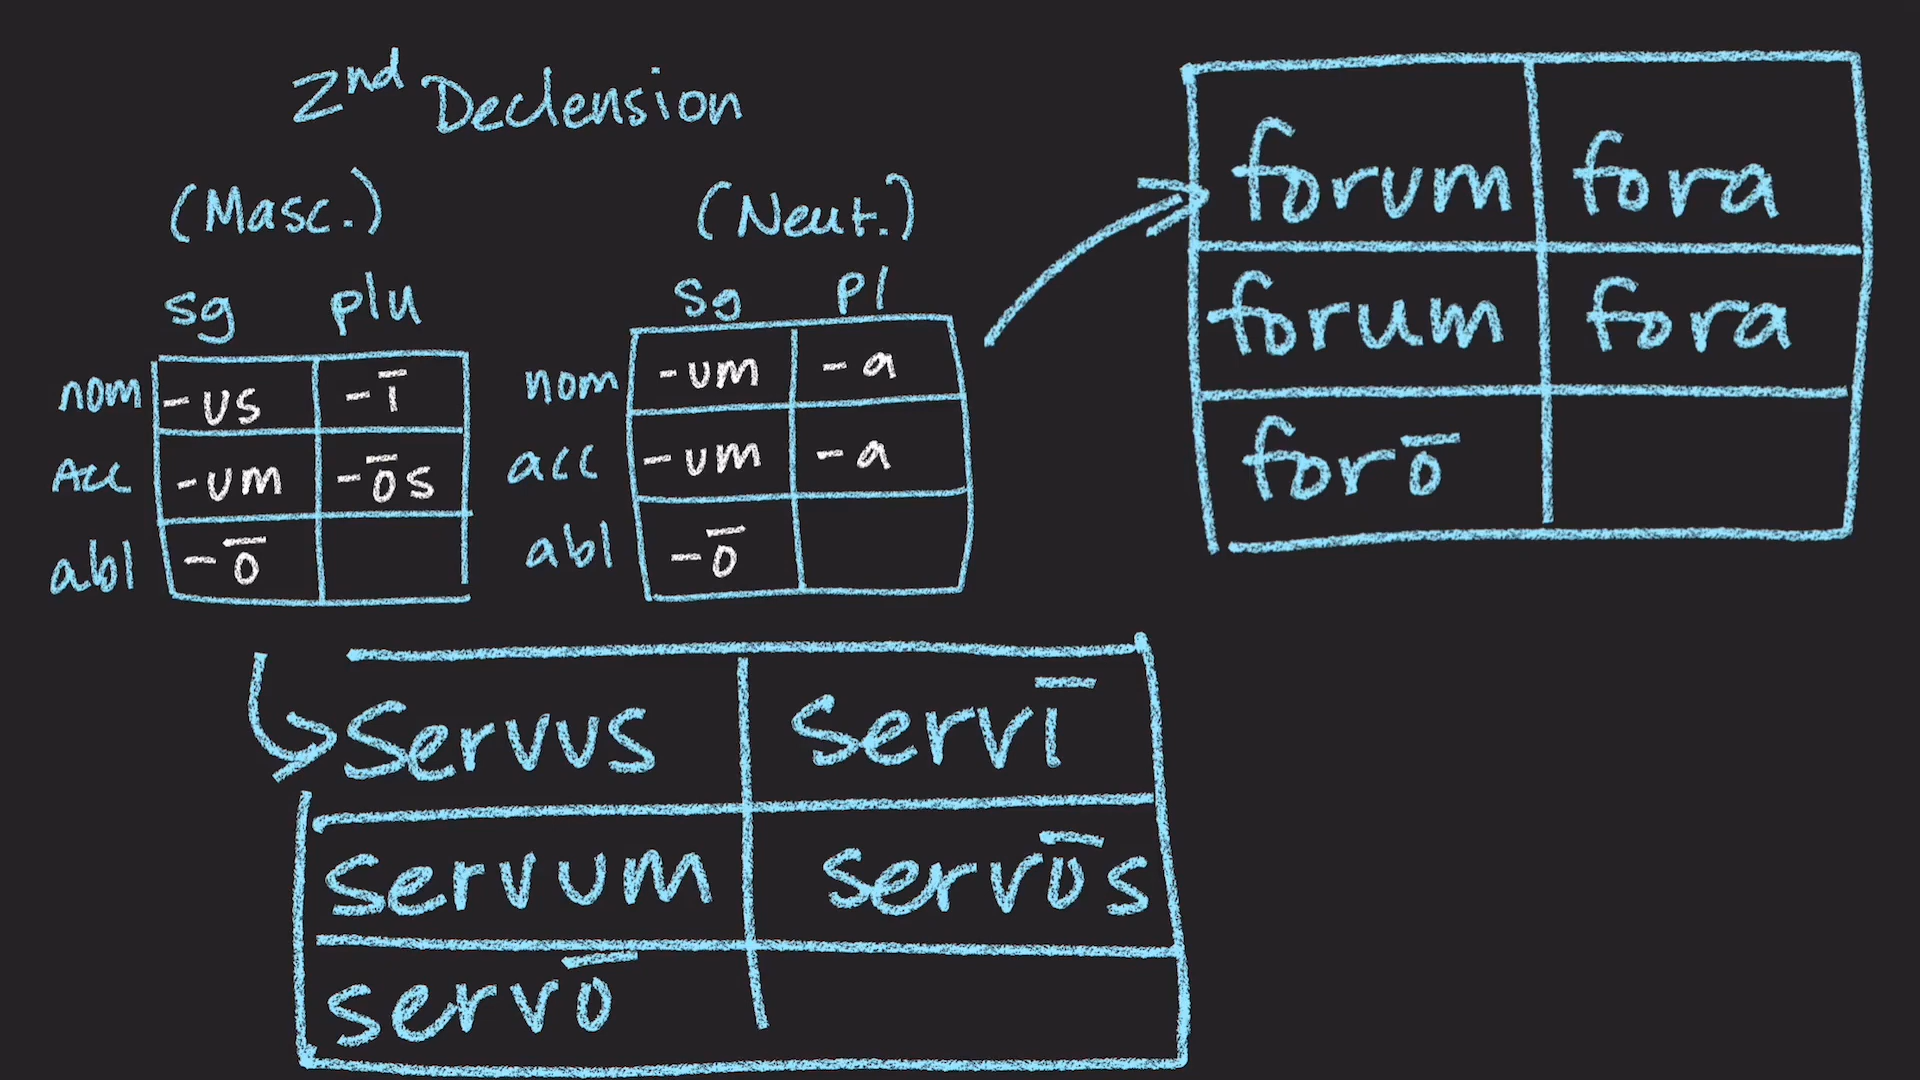 2nd Declension
(Masc.)
sg plu
nom -us -ī
Acc -um -ōs
abl -ō
(Neut.)
sg pl
nom -um -a
acc -um -a
abl -ō
forum fora
forum fora
forō
servus servī
servum servōs
servō